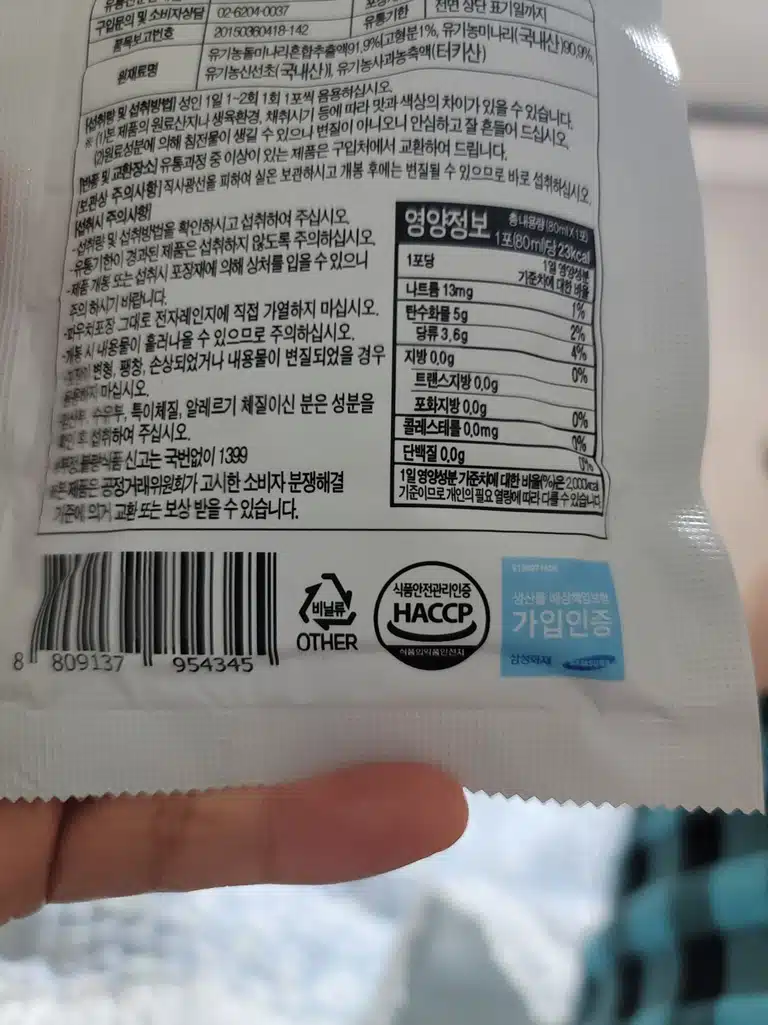 구입문의 및 소비자상담 02-6204-0037 유통기한 전면 상단 표기일까지
품목보고번호 20150360418-142
원재료명 유기농돌미나리혼합추출액91.9%{고형분1%, 유기농미나리(국내산)90.9%,
유기농신선초(국내산)}, 유기농사과농축액(터키산)
[섭취량 및 섭취방법] 성인 1일 1~2회 1회 1포씩 음용하십시오.
※ (1)본 제품의 원료산지나 생육환경, 채취시기 등에 따라 맛과 색상의 차이가 있을 수 있습니다.
(2)원료성분에 의해 침전물이 생길 수 있으나 변질이 아니오니 안심하고 잘 흔들어 드십시오.
[반품 및 교환장소] 유통과정 중 이상이 있는 제품은 구입처에서 교환하여 드립니다.
[보관상 주의사항] 직사광선을 피하여 실온 보관하시고 개봉 후에는 변질될 수 있으므로 바로 섭취하십시오.
[섭취시 주의사항]
-섭취량 및 섭취방법을 확인하시고 섭취하여 주십시오.
-유통기한이 경과된 제품은 섭취하지 않도록 주의하십시오.
-제품 개봉 또는 섭취시 포장재에 의해 상처를 입을 수 있으니
주의 하시기 바랍니다.
-파우치포장 그대로 전자레인지에 직접 가열하지 마십시오.
-개봉 시 내용물이 흘러나올 수 있으므로 주의하십시오.
변형, 팽창, 손상되었거나 내용물이 변질되었을 경우
마십시오.
수유부, 특이체질, 알레르기 체질이신 분은 성분을
확인 후 섭취하여 주십시오.
※부정,불량식품 신고는 국번없이 1399
※본 제품은 공정거래위원회가 고시한 소비자 분쟁해결
기준에 의거 교환 또는 보상 받을 수 있습니다.
영양정보 총 내용량 (80ml X 1포)
1포(80ml)당 23kcal
1포당 1일 영양성분
기준치에 대한 비율
나트륨 13mg 1%
탄수화물 5g 2%
당류 3.6g 4%
지방 0.0g 0%
트랜스지방 0.0g
포화지방 0.0g 0%
콜레스테롤 0.0mg 0%
단백질 0.0g 0%
1일 영양성분 기준치에 대한 비율(%)은 2,000kcal
기준이므로 개인의 필요 열량에 따라 다를 수 있습니다.
8 809137 954345
비닐류
OTHER
식품안전관리인증
HACCP
식품의약품안전처
생산물 배상책임보험
가입인증
삼성화재 SAMSUNG